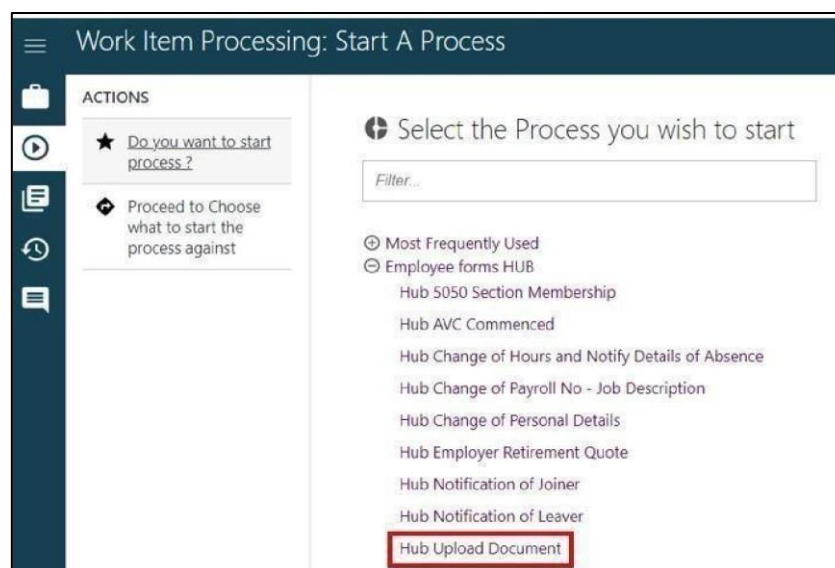 Work Item Processing: Start A Process
ACTIONS
Do you want to start
process ?
Proceed to Choose
what to start the
process against
Select the Process you wish to start
Filter...
Most Frequently Used
Employee forms HUB
Hub 5050 Section Membership
Hub AVC Commenced
Hub Change of Hours and Notify Details of Absence
Hub Change of Payroll No - Job Description
Hub Change of Personal Details
Hub Employer Retirement Quote
Hub Notification of Joiner
Hub Notification of Leaver
Hub Upload Document